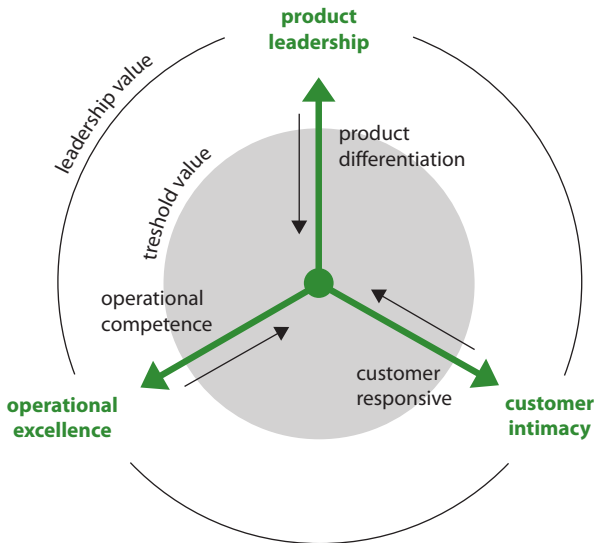 product
leadership
leadership value
treshold value
product
differentiation
operational
competence
customer
responsive
operational
excellence
customer
intimacy